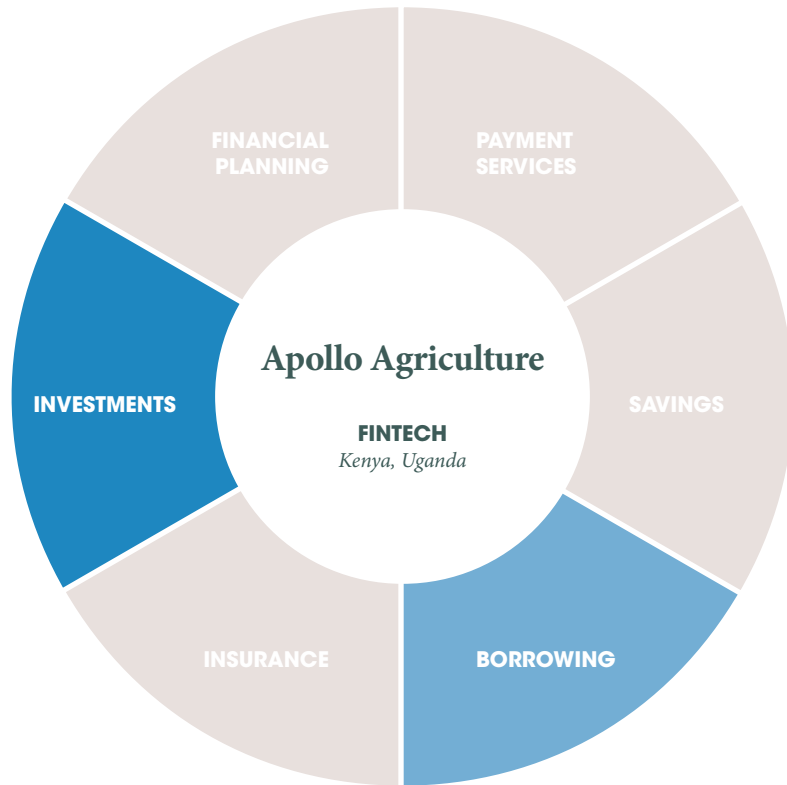 FINANCIAL
PLANNING
PAYMENT
SERVICES
INVESTMENTS
Apollo Agriculture
FINTECH
Kenya, Uganda
SAVINGS
INSURANCE
BORROWING